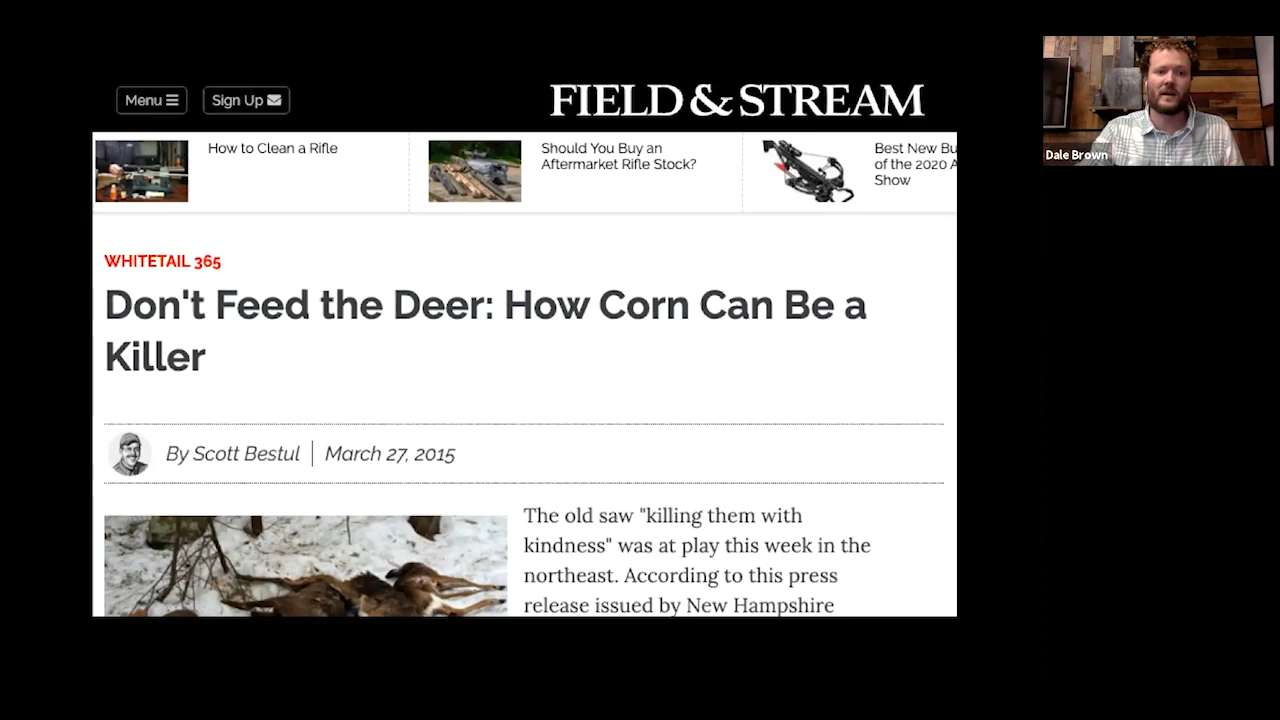 Menu
Sign Up
FIELD & STREAM
How to Clean a Rifle
Should You Buy an
Aftermarket Rifle Stock?
Best New Bu
of the 2020 A
Show
WHITETAIL 365
Don't Feed the Deer: How Corn Can Be a
Killer
By Scott Bestul | March 27, 2015
The old saw "killing them with
kindness" was at play this week in the
northeast. According to this press
release issued by New Hampshire
Dale Brown